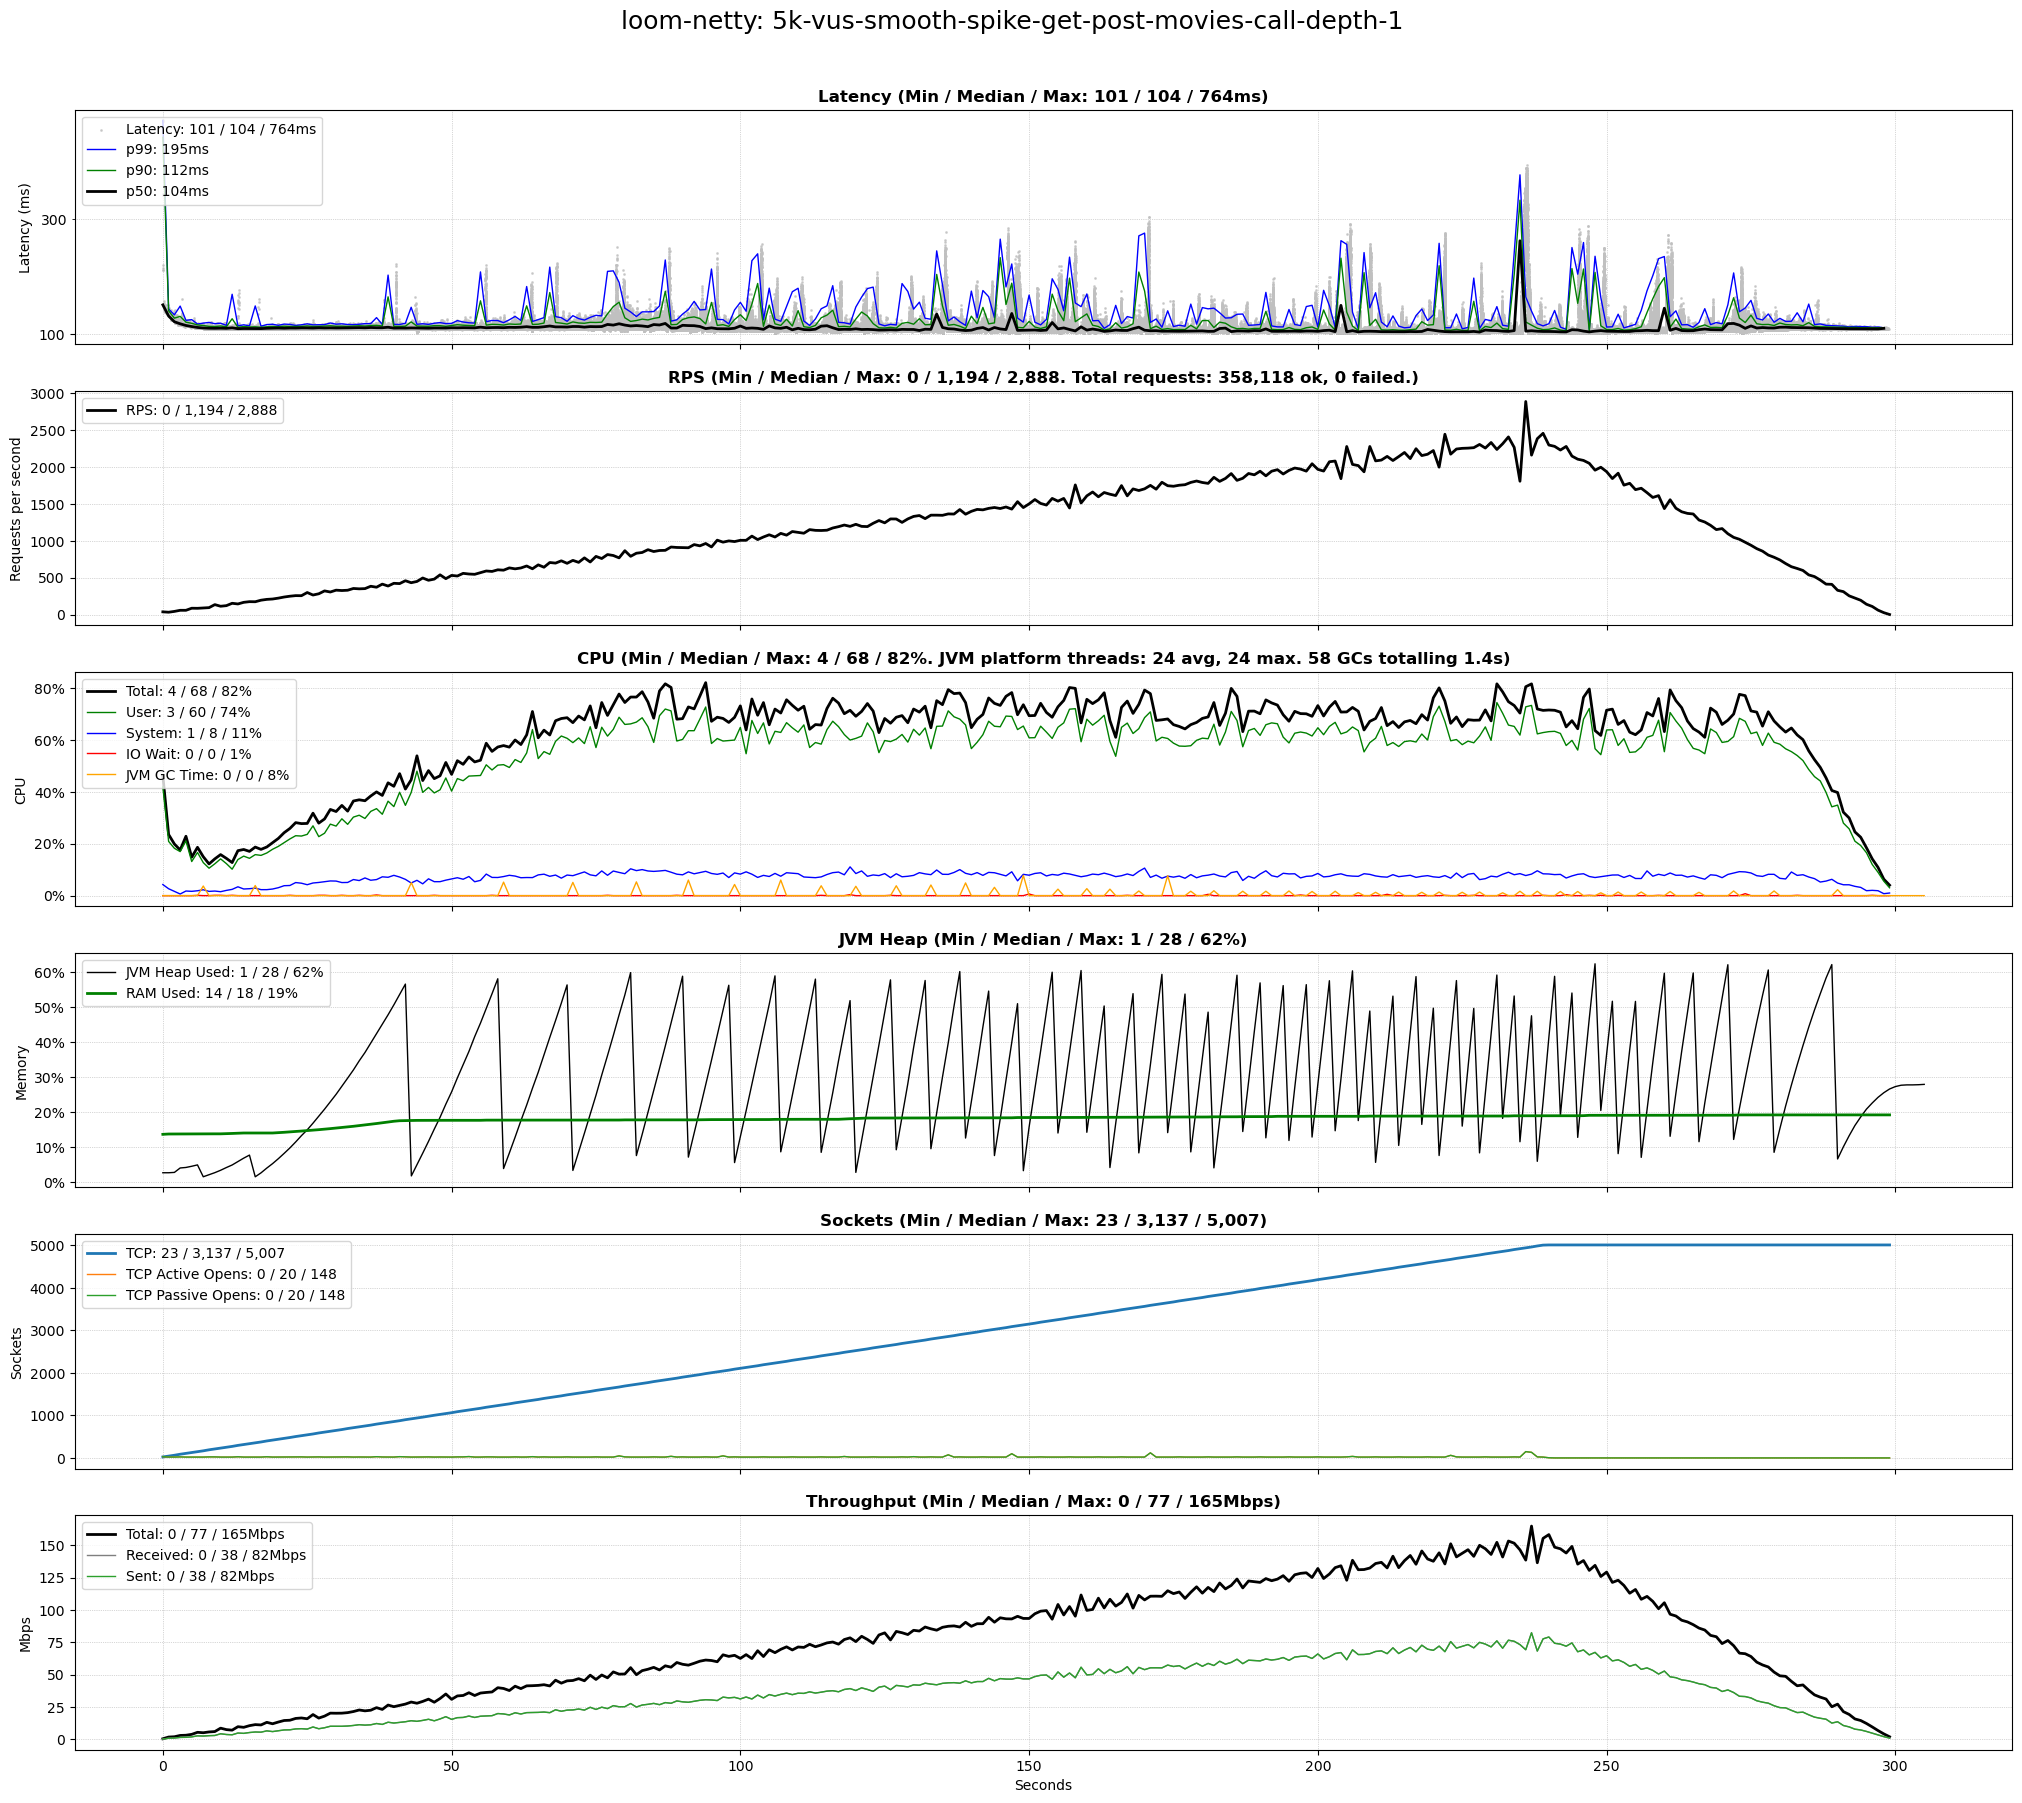 loom-netty: 5k-vus-smooth-spike-get-post-movies-call-depth-1
Latency (Min / Median / Max: 101 / 104 / 764ms)
Latency: 101 / 104 / 764ms
p99: 195ms
p90: 112ms
p50: 104ms
Latency (ms)
300
100
RPS (Min / Median / Max: 0 / 1,194 / 2,888. Total requests: 358,118 ok, 0 failed.)
RPS: 0 / 1,194 / 2,888
Requests per second
3000
2500
2000
1500
1000
500
0
CPU (Min / Median / Max: 4 / 68 / 82%. JVM platform threads: 24 avg, 24 max. 58 GCs totalling 1.4s)
Total: 4 / 68 / 82%
User: 3 / 60 / 74%
System: 1 / 8 / 11%
IO Wait: 0 / 0 / 1%
JVM GC Time: 0 / 0 / 8%
CPU
80%
60%
40%
20%
0%
JVM Heap (Min / Median / Max: 1 / 28 / 62%)
JVM Heap Used: 1 / 28 / 62%
RAM Used: 14 / 18 / 19%
Memory
60%
50%
40%
30%
20%
10%
0%
Sockets (Min / Median / Max: 23 / 3,137 / 5,007)
TCP: 23 / 3,137 / 5,007
TCP Active Opens: 0 / 20 / 148
TCP Passive Opens: 0 / 20 / 148
Sockets
5000
4000
3000
2000
1000
0
Throughput (Min / Median / Max: 0 / 77 / 165Mbps)
Total: 0 / 77 / 165Mbps
Received: 0 / 38 / 82Mbps
Sent: 0 / 38 / 82Mbps
Mbps
150
125
100
75
50
25
0
0 50 100 150 200 250 300
Seconds